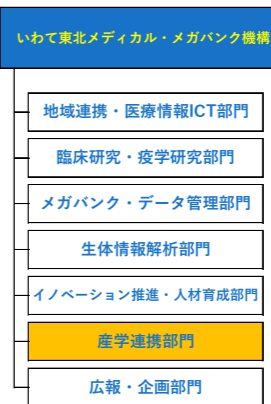 いわて東北メディカル・メガバンク機構
地域連携・医療情報ICT部門
臨床研究・疫学研究部門
メガバンク・データ管理部門
生体情報解析部門
イノベーション推進・人材育成部門
産学連携部門
広報・企画部門